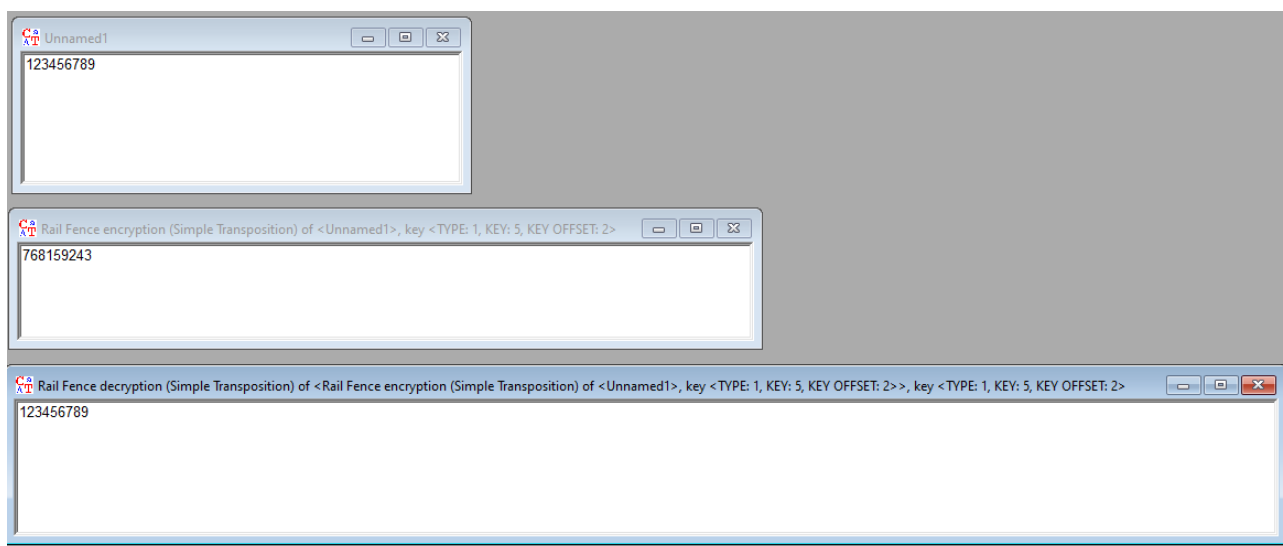 Unnamed1
123456789
Rail Fence encryption (Simple Transposition) of <Unnamed1>, key <TYPE: 1, KEY: 5, KEY OFFSET: 2>
768159243
Rail Fence decryption (Simple Transposition) of <Rail Fence encryption (Simple Transposition) of <Unnamed1>, key <TYPE: 1, KEY: 5, KEY OFFSET: 2>>, key <TYPE: 1, KEY: 5, KEY OFFSET: 2>
123456789